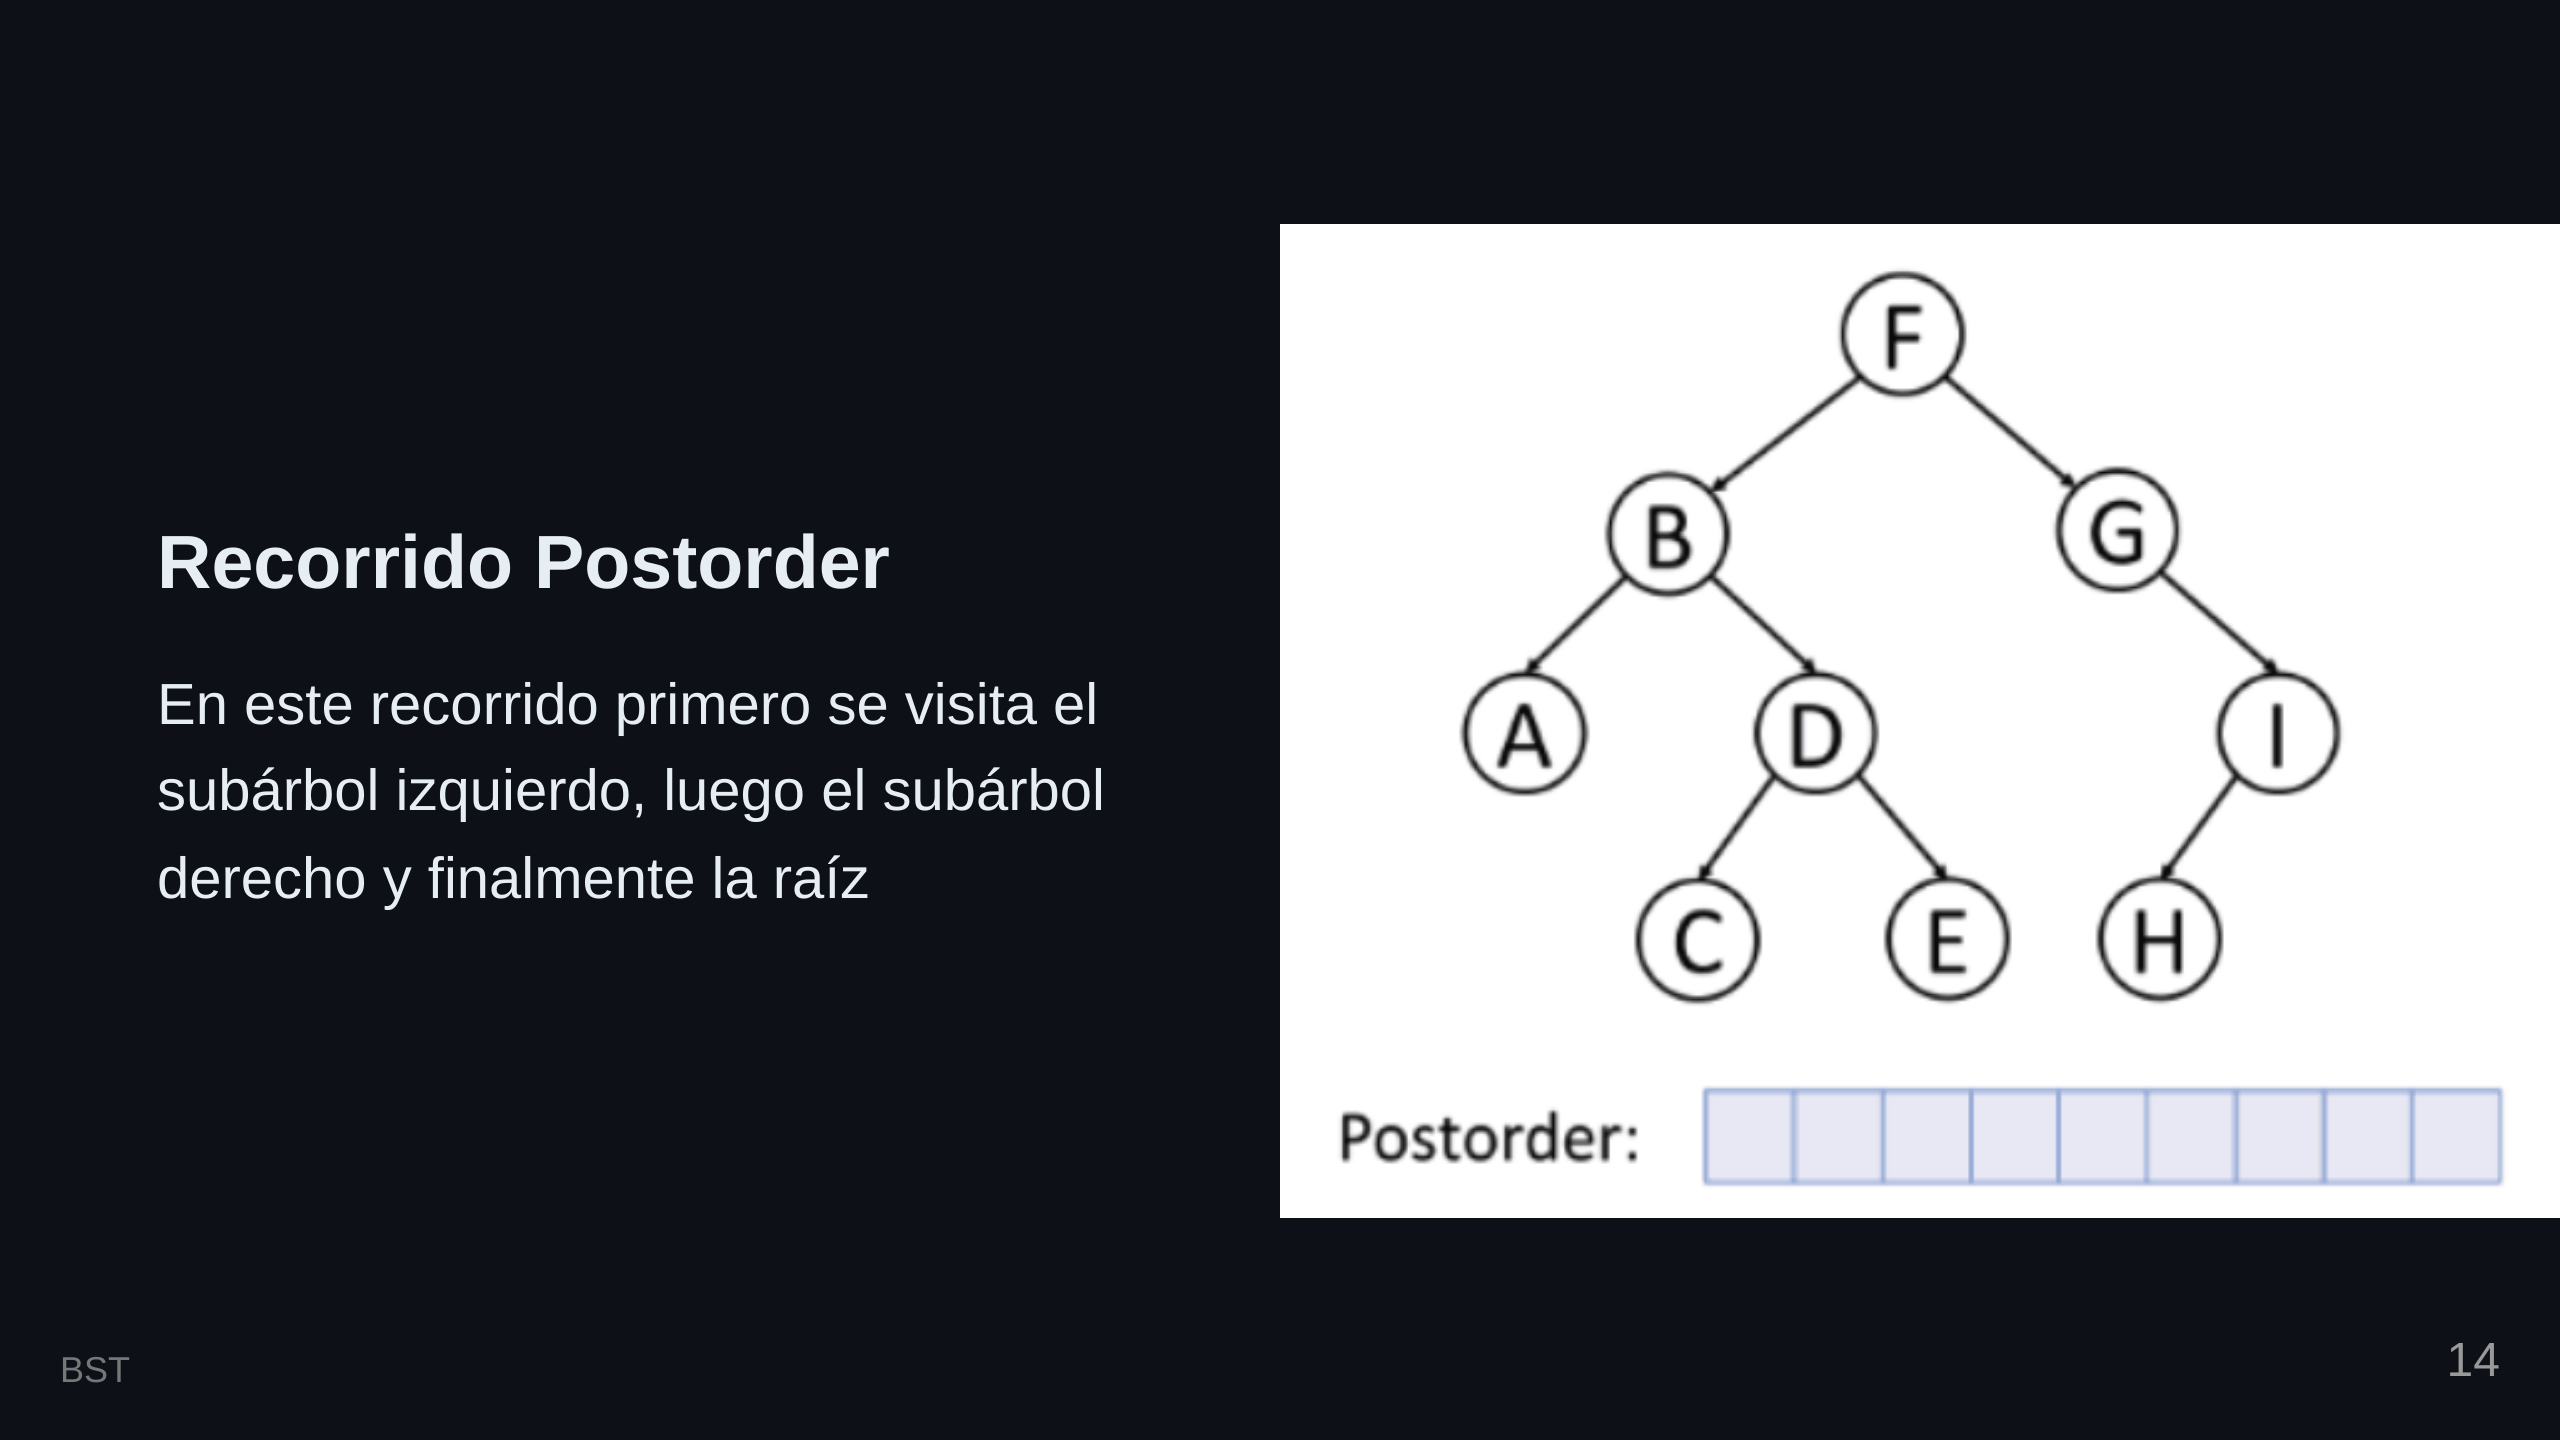 Recorrido Postorder
En este recorrido primero se visita el
subárbol izquierdo, luego el subárbol
derecho y finalmente la raíz
F
B
G
A
D
I
C
E
H
Postorder:
BST
14